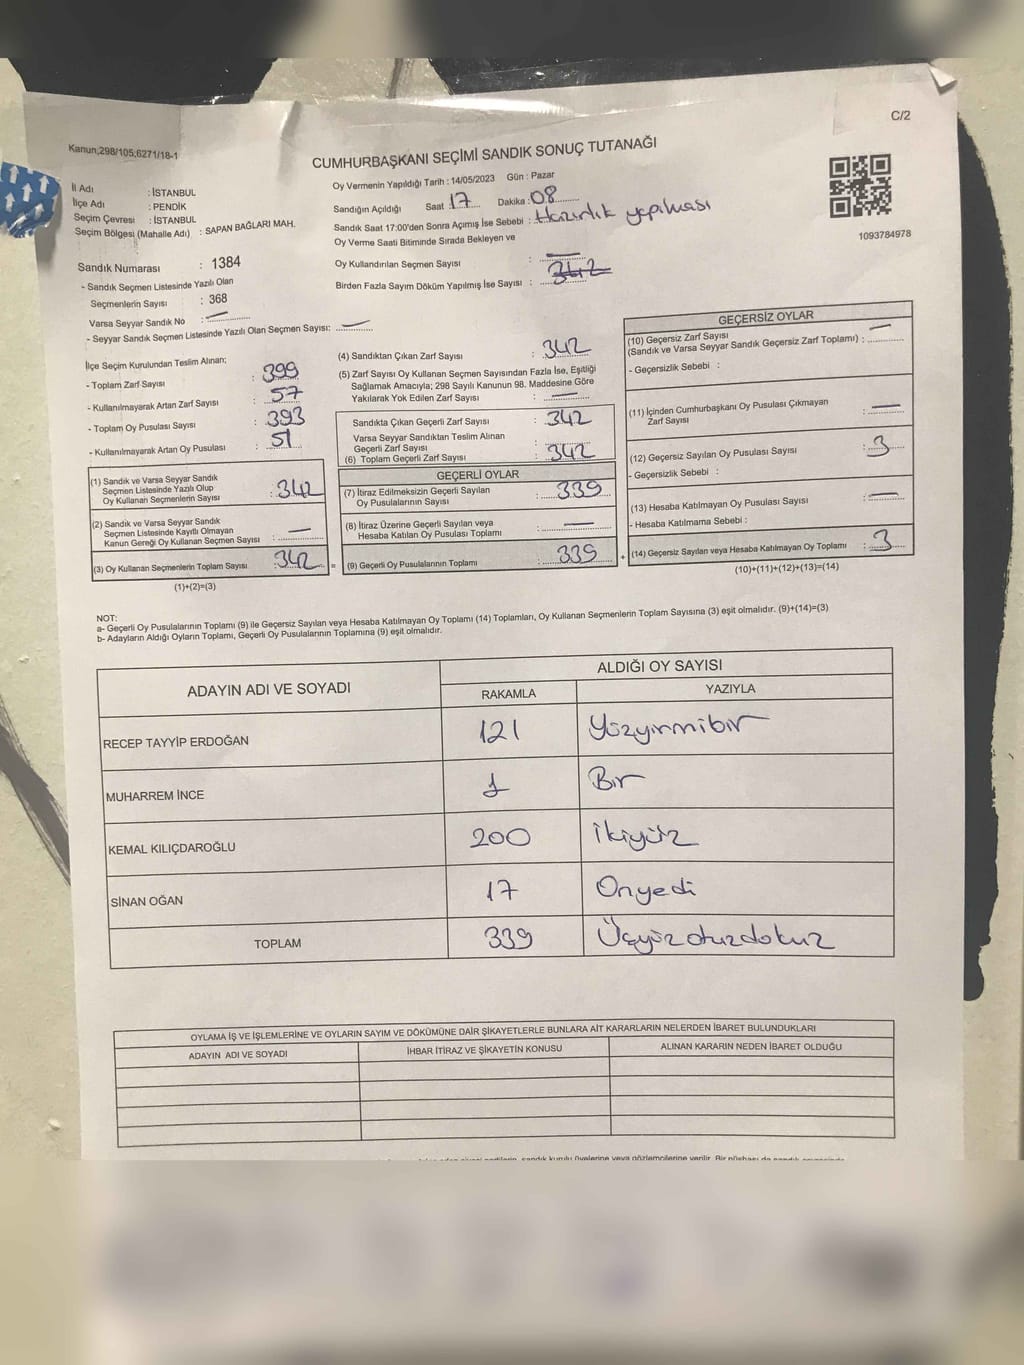 C/2
Kanun;298/105;6271/18-1
CUMHURBAŞKANI SEÇİMİ SANDIK SONUÇ TUTANAĞI
İl Adı : İSTANBUL
İlçe Adı : PENDİK
Seçim Çevresi : İSTANBUL
Seçim Bölgesi (Mahalle Adı) : SAPAN BAĞLARI MAH.
Oy Vermenin Yapıldığı Tarih : 14/05/2023 Gün : Pazar
Sandığın Açıldığı Saat 17 Dakika : 08
Sandık Saat 17:00'den Sonra Açımış İse Sebebi : Hazırlık yapılması
Oy Verme Saati Bitiminde Sırada Bekleyen ve
Oy Kullandırılan Seçmen Sayısı : —
Birden Fazla Sayım Döküm Yapılmış İse Sayısı : 342
1093784978
Sandık Numarası : 1384
- Sandık Seçmen Listesinde Yazılı Olan
Seçmenlerin Sayısı : 368
Varsa Seyyar Sandık No : —
- Seyyar Sandık Seçmen Listesinde Yazılı Olan Seçmen Sayısı: —
İlçe Seçim Kurulundan Teslim Alınan;
- Toplam Zarf Sayısı : 399
- Kullanılmayarak Artan Zarf Sayısı : 57
- Toplam Oy Pusulası Sayısı : 393
- Kullanılmayarak Artan Oy Pusulası : 51
(1) Sandık ve Varsa Seyyar Sandık
Seçmen Listesinde Yazılı Olup
Oy Kullanan Seçmenlerin Sayısı : 342
(2) Sandık ve Varsa Seyyar Sandık
Seçmen Listesinde Kayıtlı Olmayan
Kanun Gereği Oy Kullanan Seçmen Sayısı : —
(3) Oy Kullanan Seçmenlerin Toplam Sayısı : 342 =
(1)+(2)=(3)
(4) Sandıktan Çıkan Zarf Sayısı : 342
(5) Zarf Sayısı Oy Kullanan Seçmen Sayısından Fazla İse, Eşitliği
Sağlamak Amacıyla; 298 Sayılı Kanunun 98. Maddesine Göre
Yakılarak Yok Edilen Zarf Sayısı : —
Sandıkta Çıkan Geçerli Zarf Sayısı : 342
Varsa Seyyar Sandıktan Teslim Alınan
Geçerli Zarf Sayısı :
(6) Toplam Geçerli Zarf Sayısı : 342
GEÇERLİ OYLAR
(7) İtiraz Edilmeksizin Geçerli Sayılan
Oy Pusulalarının Sayısı : 339
(8) İtiraz Üzerine Geçerli Sayılan veya
Hesaba Katılan Oy Pusulası Toplamı : —
(9) Geçerli Oy Pusulalarının Toplamı : 339 +
GEÇERSİZ OYLAR
(10) Geçersiz Zarf Sayısı
(Sandık ve Varsa Seyyar Sandık Geçersiz Zarf Toplamı) : —
- Geçersizlik Sebebi :
(11) İçinden Cumhurbaşkanı Oy Pusulası Çıkmayan
Zarf Sayısı : —
(12) Geçersiz Sayılan Oy Pusulası Sayısı : 3
- Geçersizlik Sebebi :
(13) Hesaba Katılmayan Oy Pusulası Sayısı : —
- Hesaba Katılmama Sebebi :
(14) Geçersiz Sayılan veya Hesaba Katılmayan Oy Toplamı : 3
(10)+(11)+(12)+(13)=(14)
NOT:
a- Geçerli Oy Pusulalarının Toplamı (9) ile Geçersiz Sayılan veya Hesaba Katılmayan Oy Toplamı (14) Toplamları, Oy Kullanan Seçmenlerin Toplam Sayısına (3) eşit olmalıdır. (9)+(14)=(3)
b- Adayların Aldığı Oyların Toplamı, Geçerli Oy Pusulalarının Toplamına (9) eşit olmalıdır.
ADAYIN ADI VE SOYADI ALDIĞI OY SAYISI
RAKAMLA YAZIYLA
RECEP TAYYİP ERDOĞAN 121 Yüzyirmibir
MUHARREM İNCE 1 Bir
KEMAL KILIÇDAROĞLU 200 İkiyüz
SİNAN OĞAN 17 Onyedi
TOPLAM 339 Üçyüzotuzdokuz
OYLAMA İŞ VE İŞLEMLERİNE VE OYLARIN SAYIM VE DÖKÜMÜNE DAİR ŞİKAYETLERLE BUNLARA AİT KARARLARIN NELERDEN İBARET BULUNDUKLARI
ADAYIN ADI VE SOYADI İHBAR İTİRAZ VE ŞİKAYETİN KONUSU ALINAN KARARIN NEDEN İBARET OLDUĞU